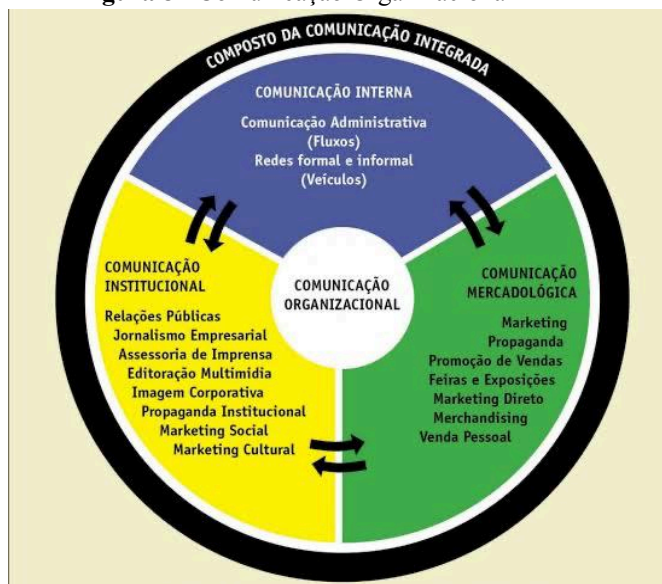 COMPOSTO DA COMUNICAÇÃO INTEGRADA
COMUNICAÇÃO INTERNA
Comunicação Administrativa
(Fluxos)
Redes formal e informal
(Veículos)
COMUNICAÇÃO
INSTITUCIONAL
Relações Públicas
Jornalismo Empresarial
Assessoria de Imprensa
Editoração Multimidia
Imagem Corporativa
Propaganda Institucional
Marketing Social
Marketing Cultural
COMUNICAÇÃO
ORGANIZACIONAL
COMUNICAÇÃO
MERCADOLÓGICA
Marketing
Propaganda
Promoção de Vendas
Feiras e Exposições
Marketing Direto
Merchandising
Venda Pessoal